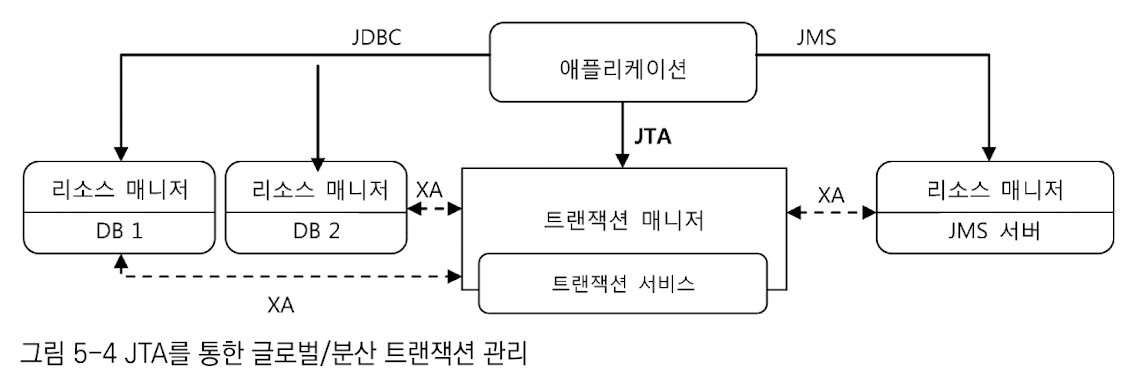 JDBC
애플리케이션
JMS
JTA
리소스 매니저
DB 1
리소스 매니저
DB 2
XA
트랜잭션 매니저
트랜잭션 서비스
XA
리소스 매니저
JMS 서버
XA
그림 5-4 JTA를 통한 글로벌/분산 트랜잭션 관리